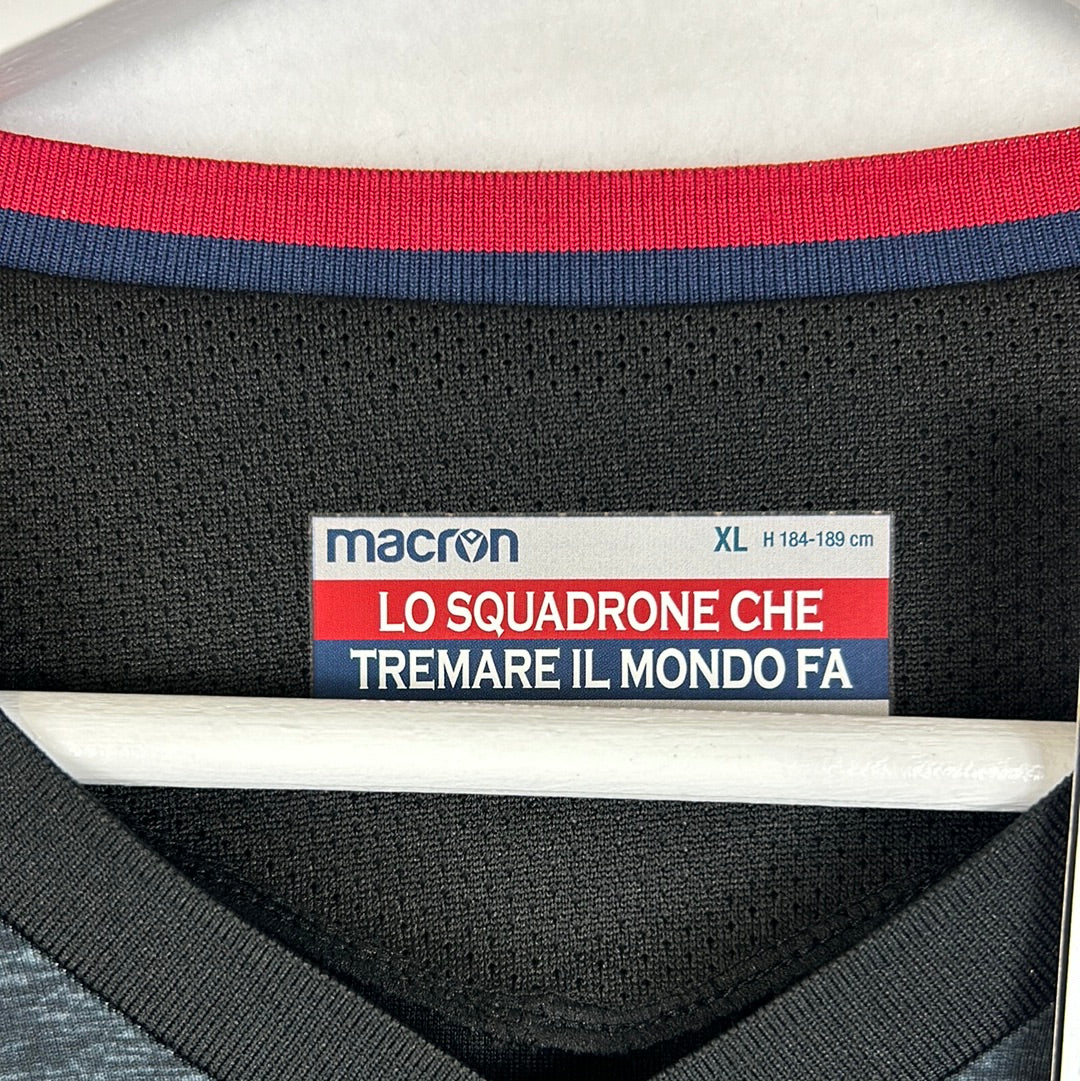 macron XL H 184-189 cm
LO SQUADRONE CHE
TREMARE IL MONDO FA